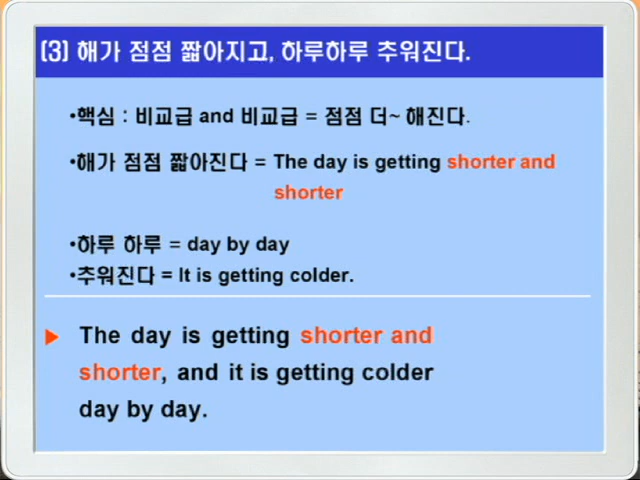 (3) 해가 점점 짧아지고, 하루하루 추워진다.
•핵심 : 비교급 and 비교급 = 점점 더~ 해진다.
•해가 점점 짧아진다 = The day is getting shorter and
shorter
•하루 하루 = day by day
•추워진다 = It is getting colder.
The day is getting shorter and
shorter, and it is getting colder
day by day.